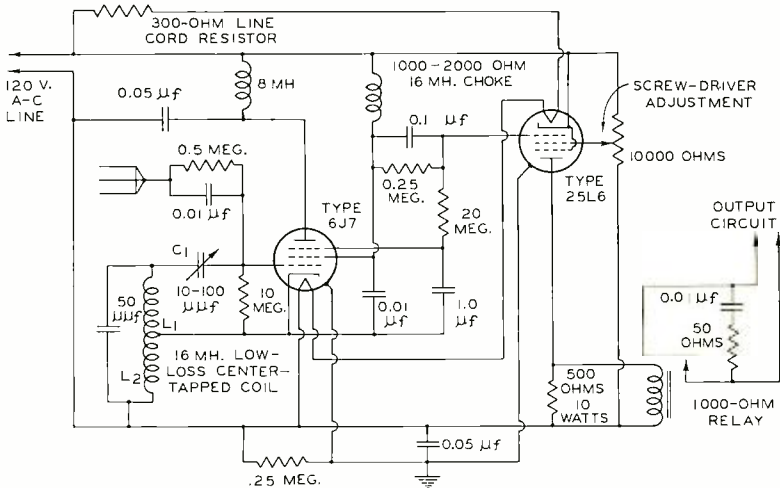 300-OHM LINE
CORD RESISTOR
120 V.
A-C
LINE
0.05 µf
8 MH
1000-2000 OHM
16 MH. CHOKE
0.1 µf
SCREW-DRIVER
ADJUSTMENT
0.5 MEG.
0.01 µf
0.25
MEG.
TYPE
25L6
10000 OHMS
TYPE
6J7
20
MEG.
OUTPUT
CIRCUIT
C1
10-100
µµf
10
MEG.
50
µµf
L1
L2
16 MH. LOW-
LOSS CENTER-
TAPPED COIL
0.01
µf
1.0
µf
0.01 µf
50
OHMS
500
OHMS
10
WATTS
1000-OHM
RELAY
0.05 µf
.25 MEG.